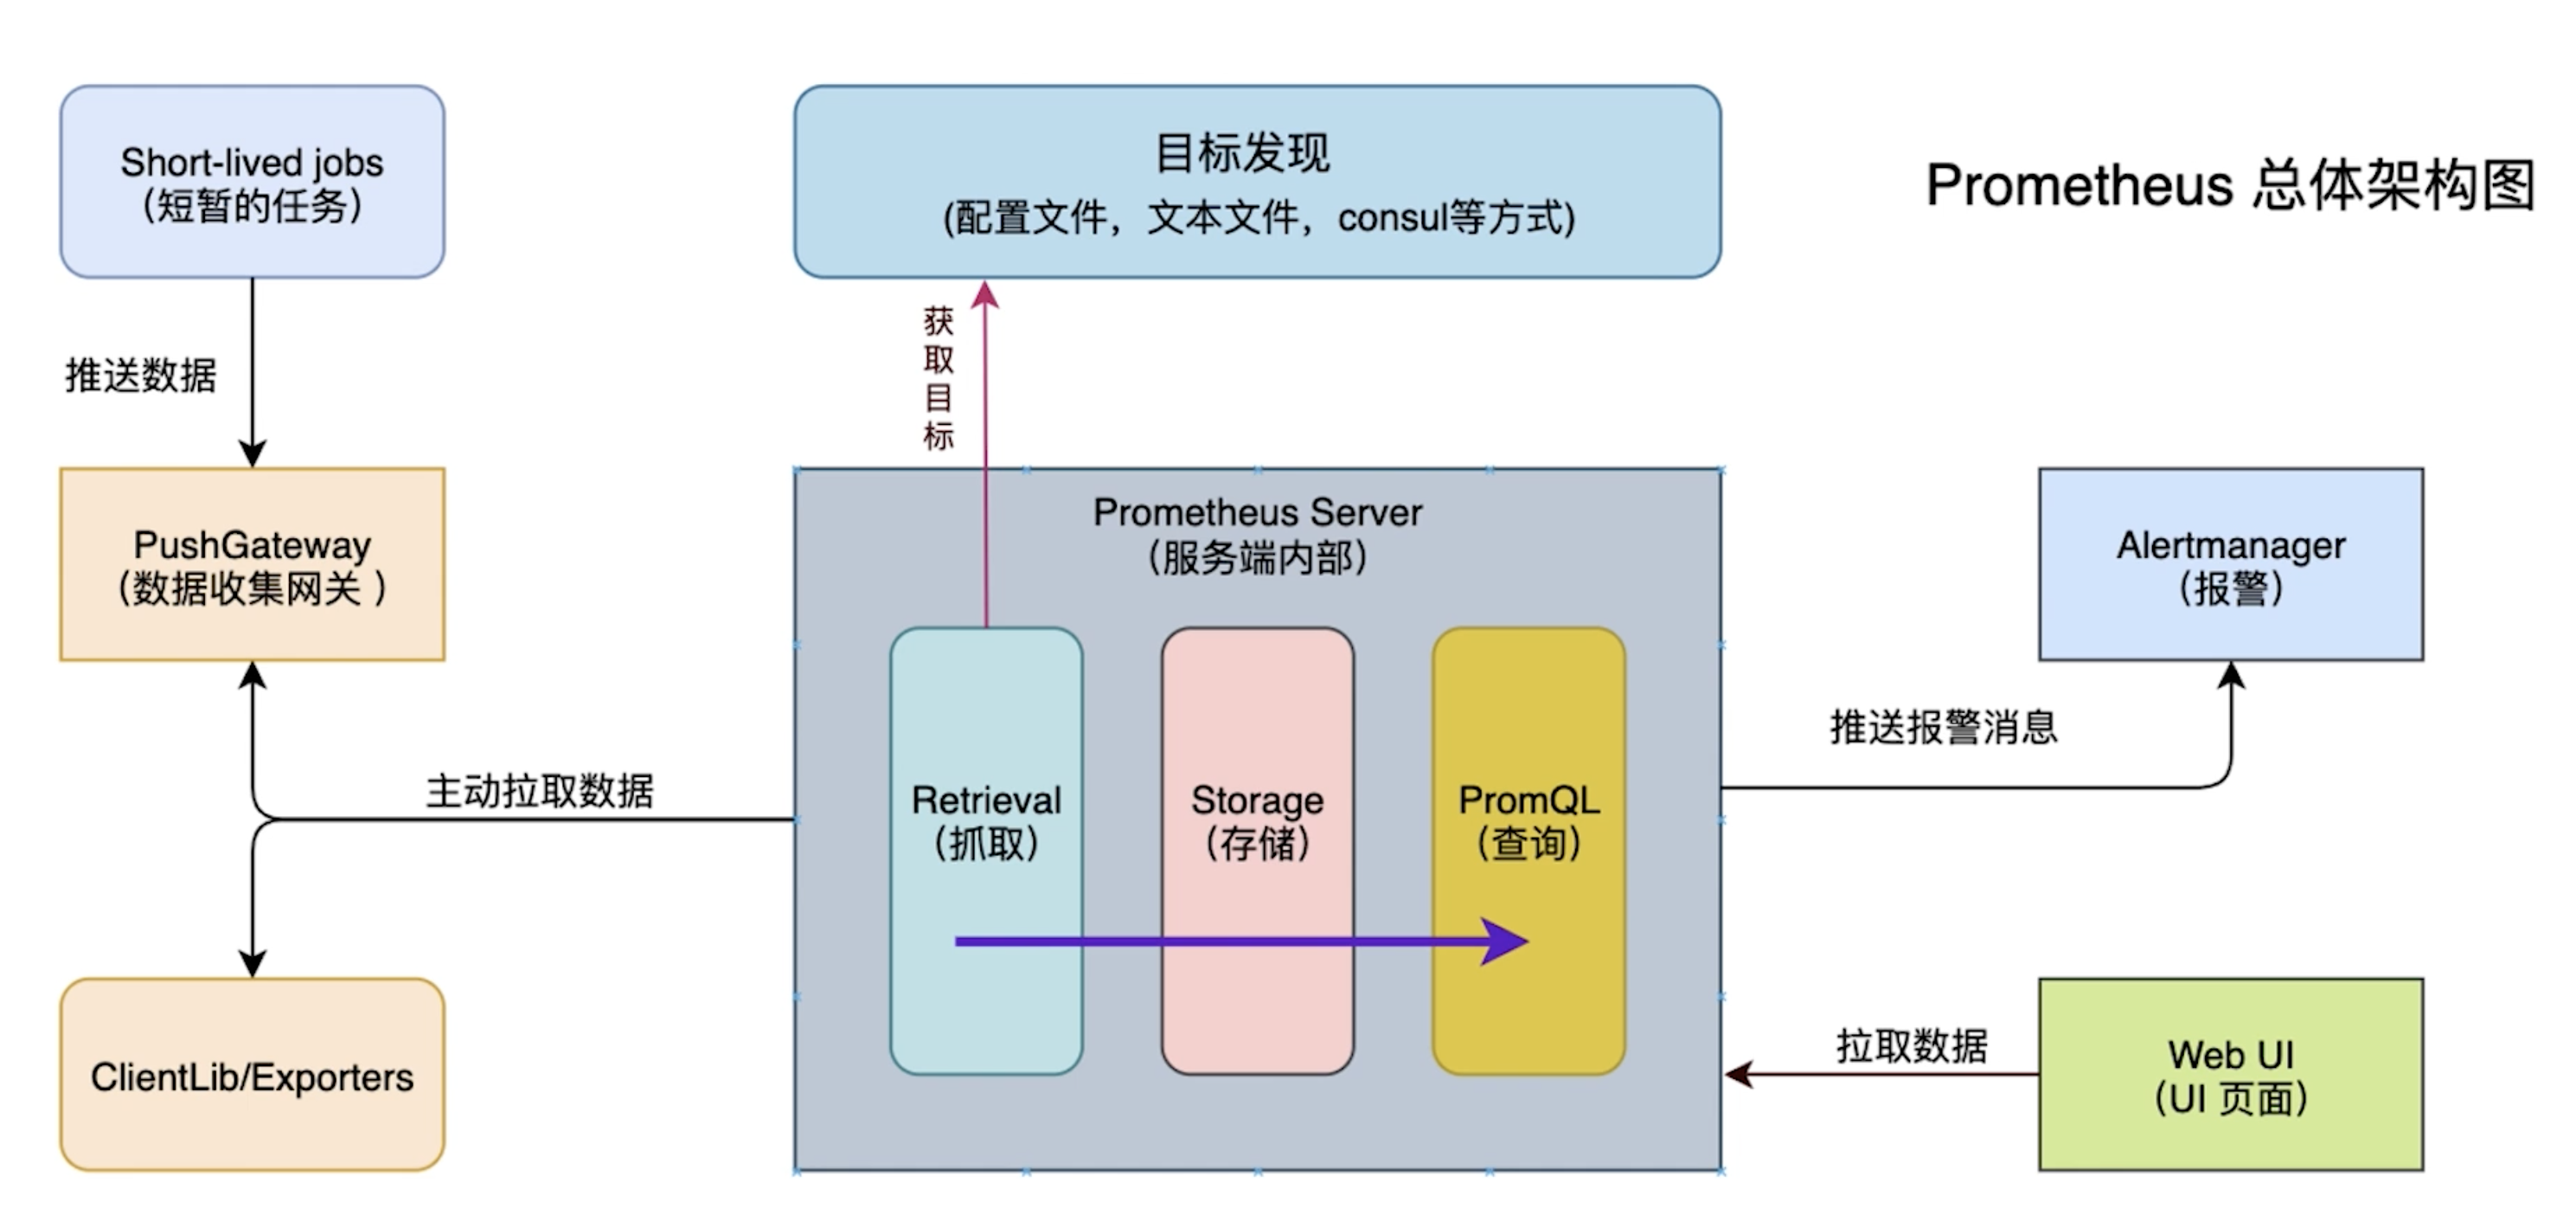 Short-lived jobs
（短暂的任务）
目标发现
(配置文件，文本文件，consul等方式)
Prometheus 总体架构图
推送数据
获
取
目
标
PushGateway
（数据收集网关 ）
Prometheus Server
（服务端内部）
Alertmanager
（报警）
推送报警消息
主动拉取数据
Retrieval
（抓取）
Storage
（存储）
PromQL
（查询）
ClientLib/Exporters
拉取数据
Web UI
（UI 页面）